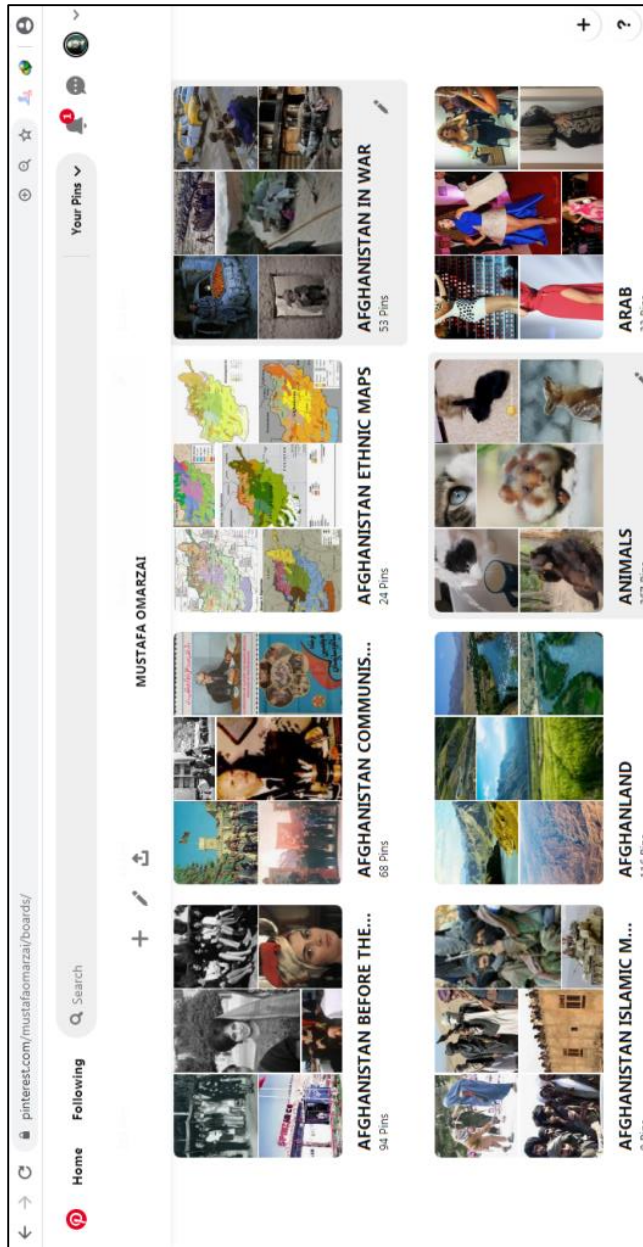 pinterest.com/mustafaomarzai/boards/
Home Following Search Your Pins
1
MUSTAFA OMARZAI
AFGHANISTAN BEFORE THE...
94 Pins
AFGHANISTAN COMMUNIS...
68 Pins
AFGHANISTAN ETHNIC MAPS
24 Pins
AFGHANISTAN IN WAR
53 Pins
AFGHANISTAN ISLAMIC M...
AFGHANLAND
ANIMALS
ARAB
?